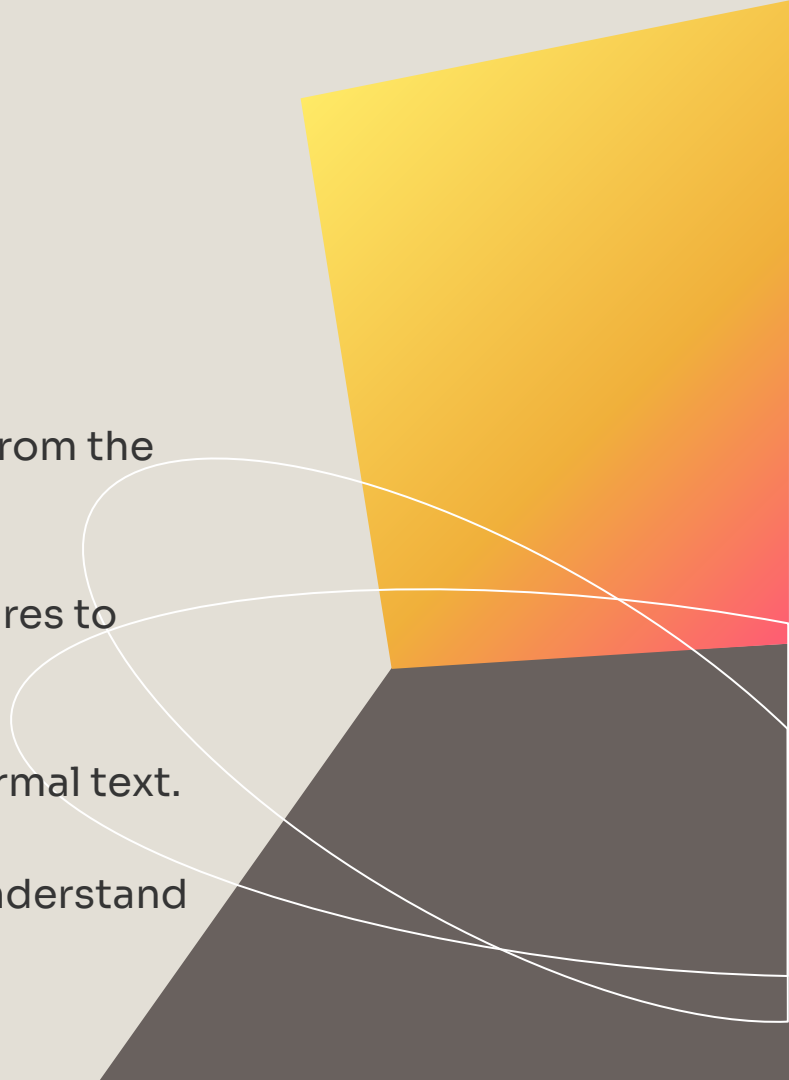 rom the
res to
rmal text.
nderstand